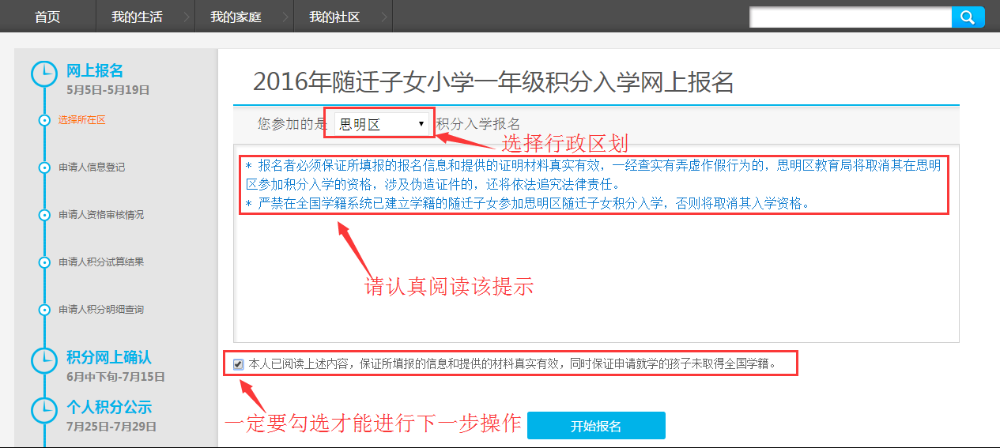 首页
我的生活
我的家庭
我的社区
网上报名
5月5日-5月19日
选择所在区
申请人信息登记
申请人资格审核情况
申请人积分试算结果
申请人积分明细查询
积分网上确认
6月中下旬-7月15日
个人积分公示
7月25日-7月29日
2016年随迁子女小学一年级积分入学网上报名
您参加的是 思明区 积分入学报名
选择行政区划
* 报名者必须保证所填报的报名信息和提供的证明材料真实有效，一经查实有弄虚作假行为的，思明区教育局将取消其在思明
区参加积分入学的资格，涉及伪造证件的，还将依法追究法律责任。
* 严禁在全国学籍系统已建立学籍的随迁子女参加思明区随迁子女积分入学，否则将取消其入学资格。
请认真阅读该提示
本人已阅读上述内容，保证所填报的信息和提供的材料真实有效，同时保证申请就学的孩子未取得全国学籍。
一定要勾选才能进行下一步操作
开始报名